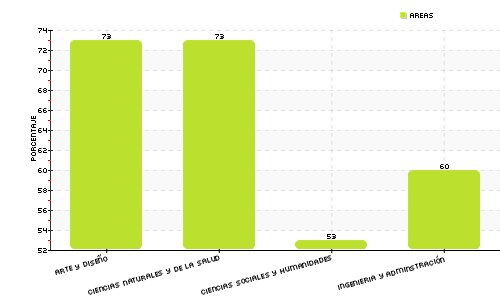 AREAS
PORCENTAJE
74
72
70
68
66
64
62
60
58
56
54
52
73
73
53
60
ARTE Y DISEÑO
CIENCIAS NATURALES Y DE LA SALUD
CIENCIAS SOCIALES Y HUMANIDADES
INGENIERIA Y ADMINSTRACIÓN